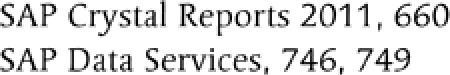 SAP Crystal Reports 2011, 660
SAP Data Services, 746, 749